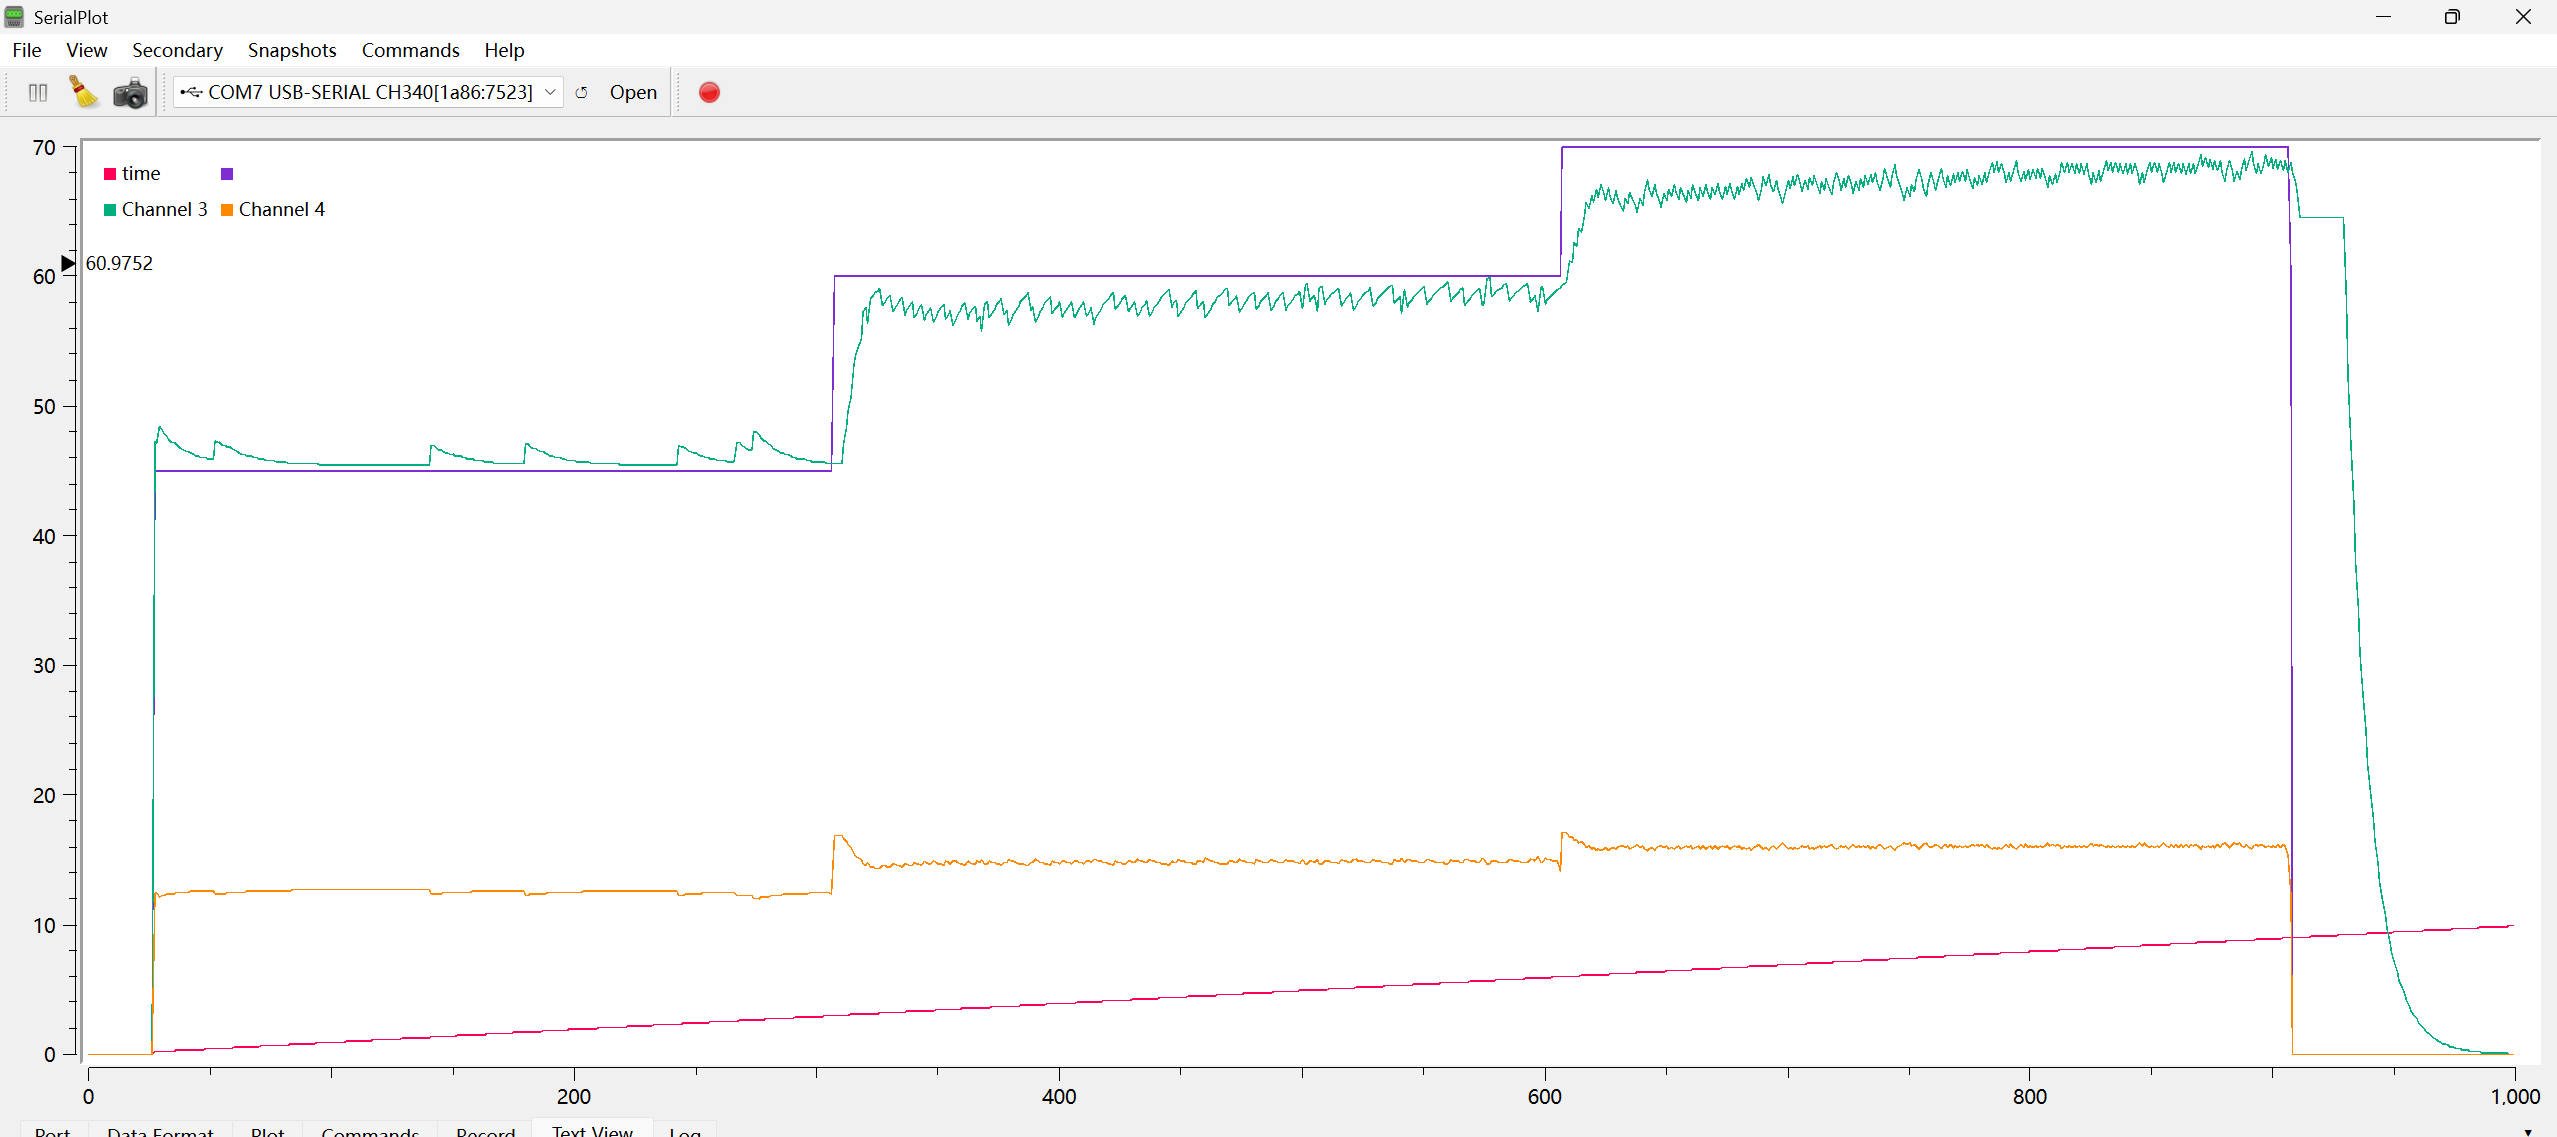 SerialPlot
File View Secondary Snapshots Commands Help
COM7 USB-SERIAL CH340[1a86:7523] Open
70
time
Channel 3 Channel 4
60.9752
60
50
40
30
20
10
0
0 200 400 600 800 1,000
Port Data Format Plot Commands Record Text View Log